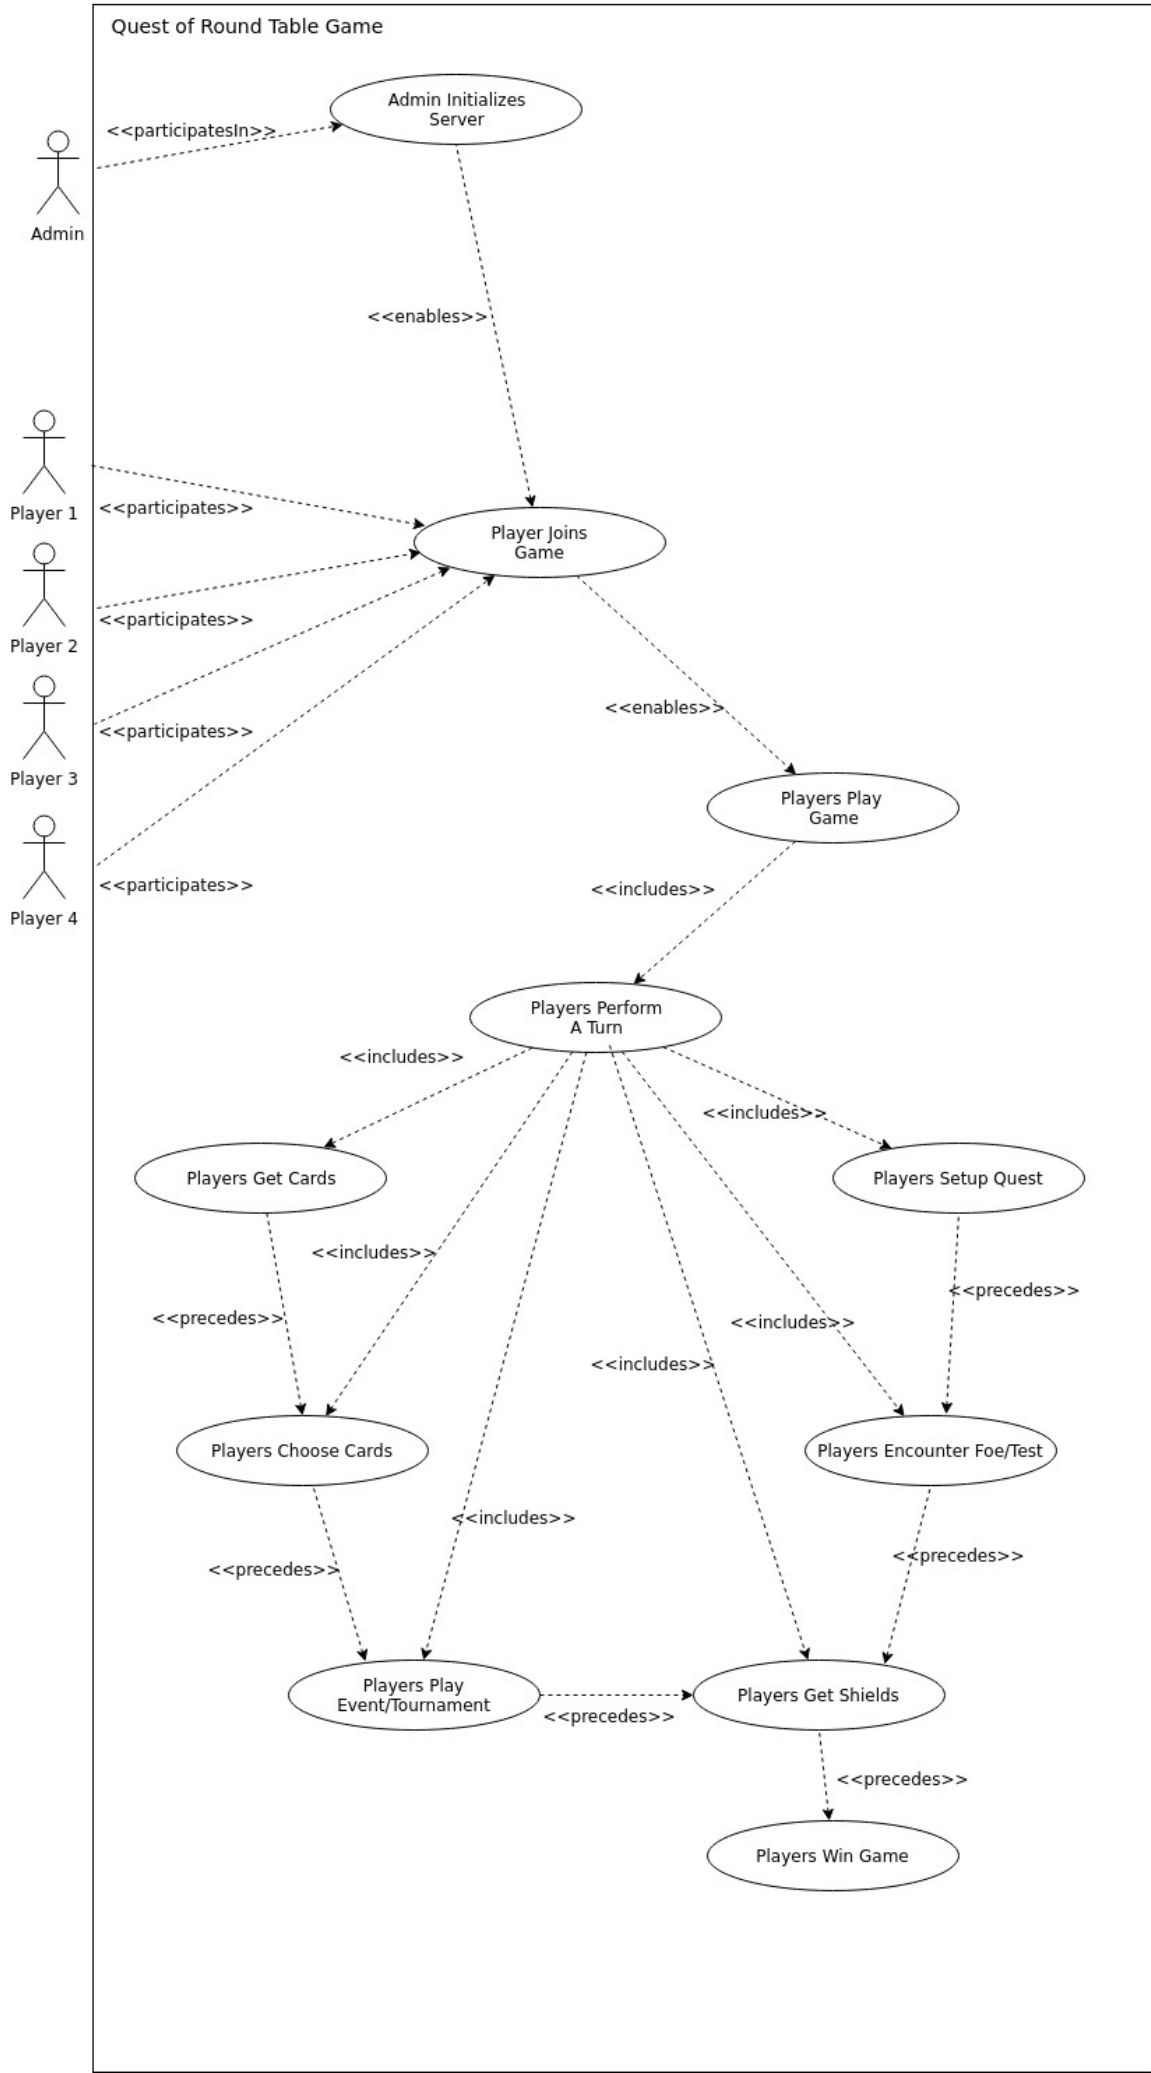 Quest of Round Table Game
Admin Initializes
Server
<<participatesIn>>
Admin
<<enables>>
Player 1
<<participates>>
Player Joins
Game
Player 2
<<participates>>
Player 3
<<participates>>
<<enables>>
Players Play
Game
Player 4
<<participates>>
<<includes>>
Players Perform
A Turn
<<includes>>
<<includes>>
Players Get Cards
Players Setup Quest
<<includes>>
<<precedes>>
<<precedes>>
<<includes>>
<<includes>>
Players Choose Cards
Players Encounter Foe/Test
<<includes>>
<<precedes>>
<<precedes>>
Players Play
Event/Tournament
<<precedes>>
Players Get Shields
<<precedes>>
Players Win Game